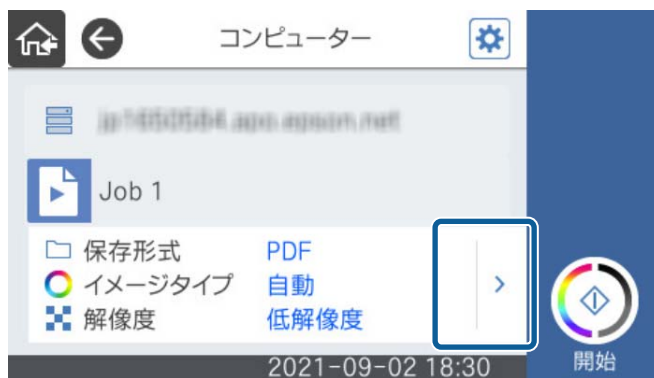 コンピューター
Job 1
保存形式 PDF
イメージタイプ 自動
解像度 低解像度
2021-09-02 18:30
開始